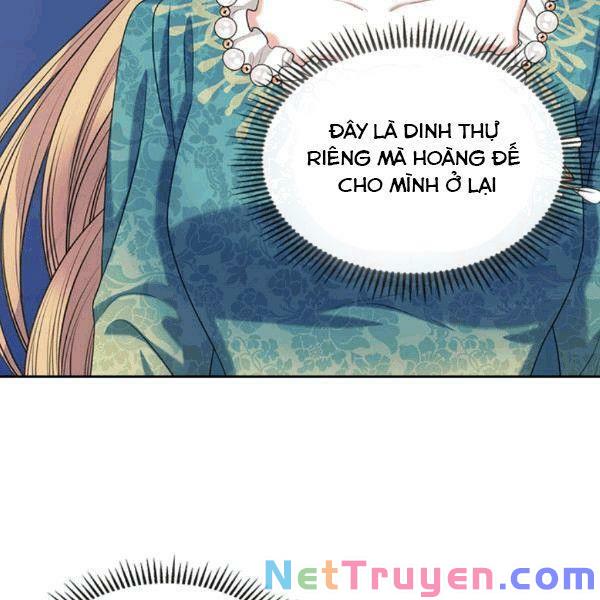 ĐÂY LÀ DINH THỰ
RIÊNG MÀ HOÀNG ĐẾ
CHO MÌNH Ở LẠI
NetTruyen.com